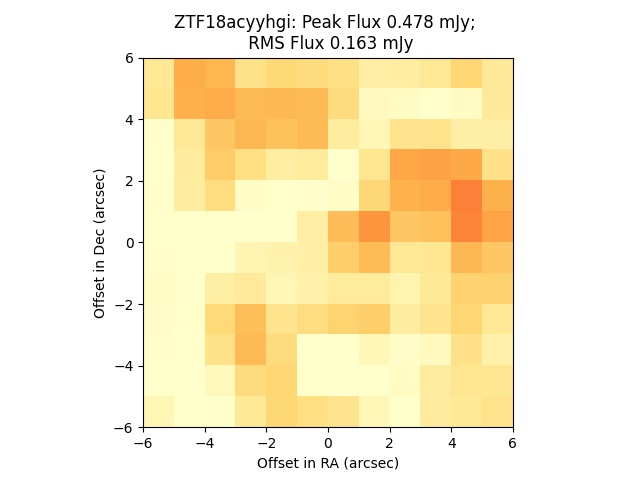 ZTF18acyyhgi: Peak Flux 0.478 mJy;
RMS Flux 0.163 mJy
6
4
2
0
−2
−4
−6
Offset in Dec (arcsec)
−6 −4 −2 0 2 4 6
Offset in RA (arcsec)